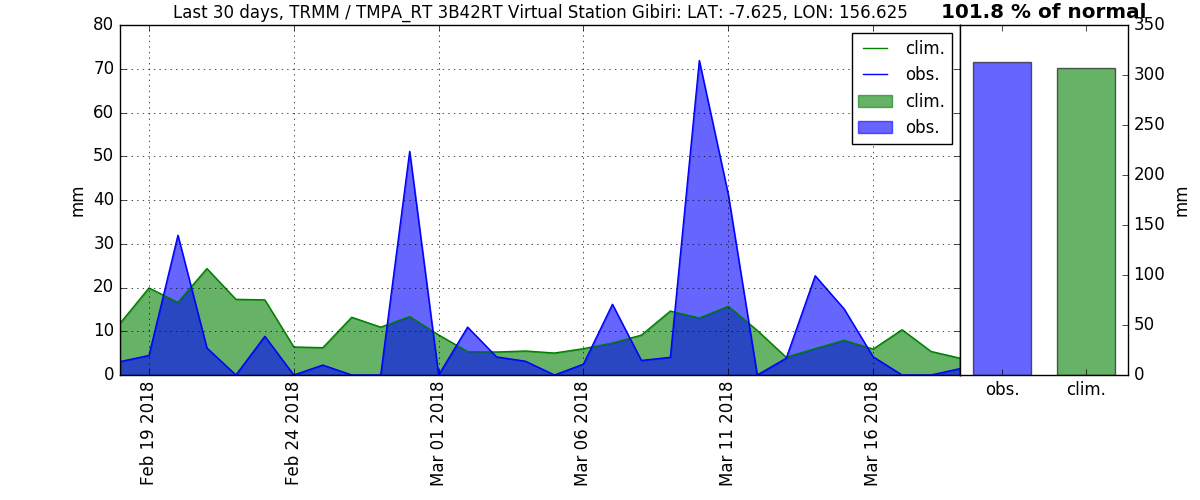 Last 30 days, TRMM / TMPA_RT 3B42RT Virtual Station Gibiri: LAT: -7.625, LON: 156.625
101.8 % of normal
80
70
60
50
40
30
20
10
0
mm
clim.
obs.
clim.
obs.
350
300
250
200
150
100
50
0
mm
obs.
clim.
Feb 19 2018
Feb 24 2018
Mar 01 2018
Mar 06 2018
Mar 11 2018
Mar 16 2018